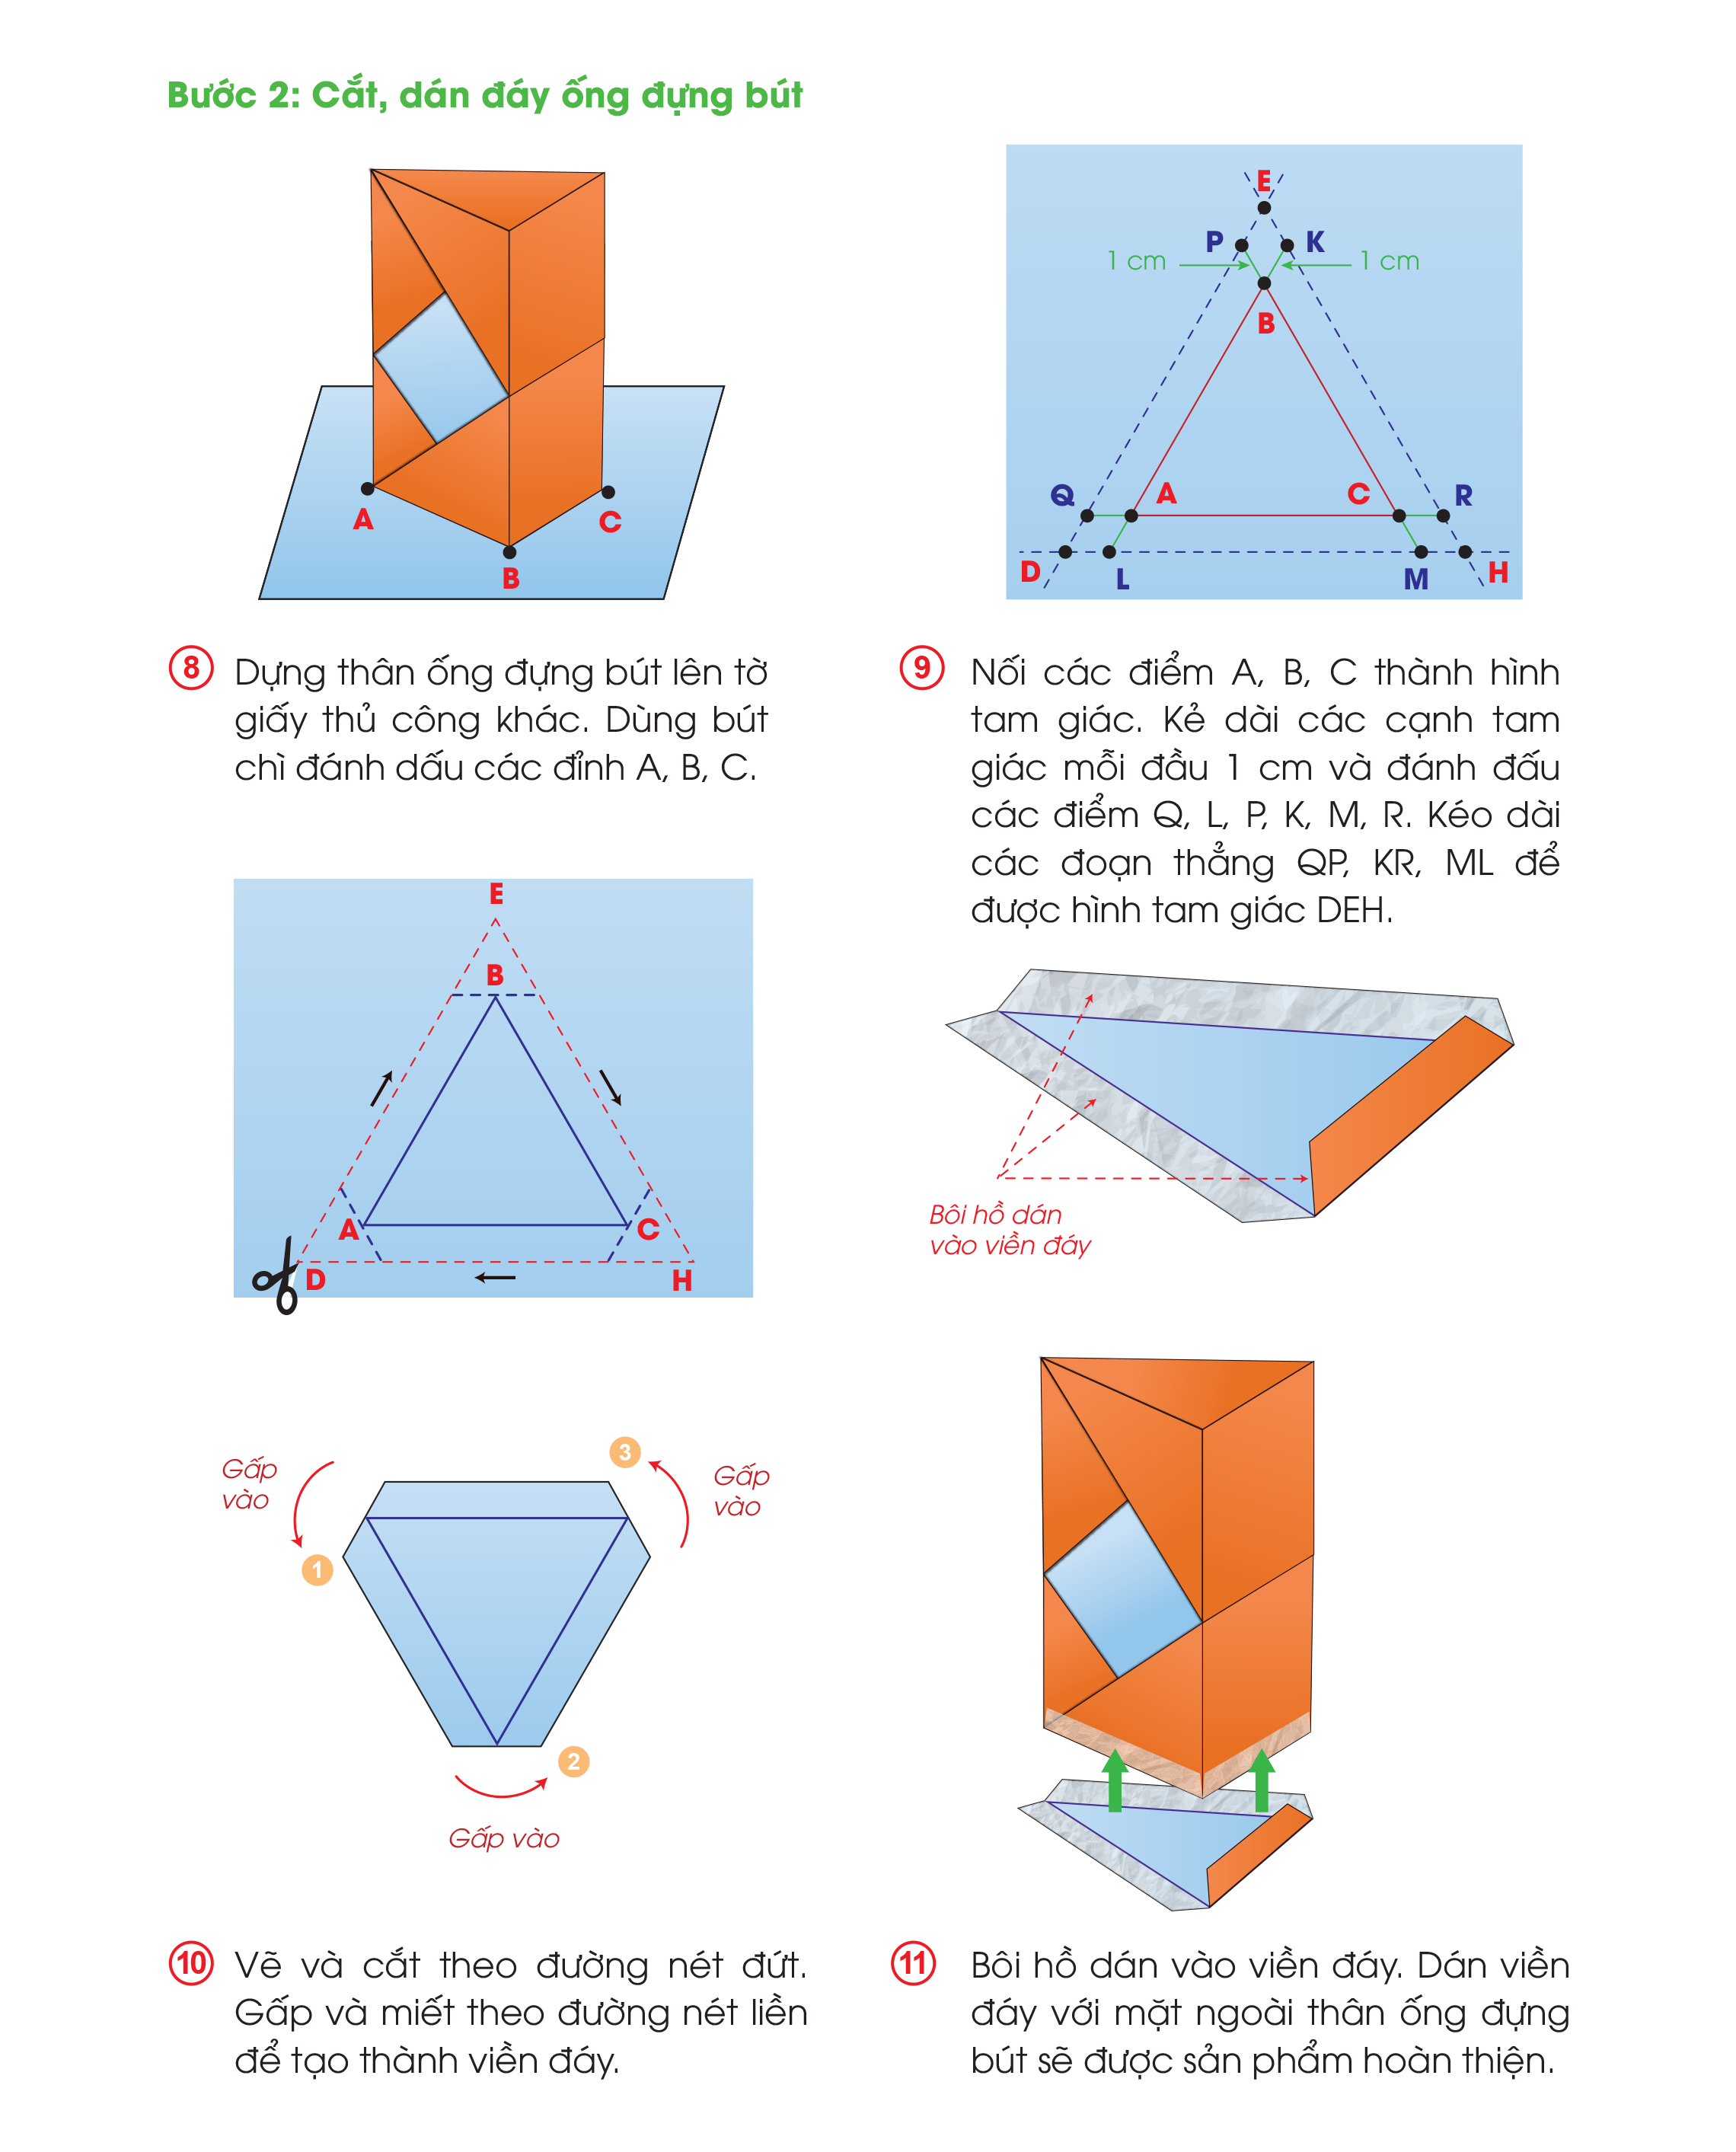 Bước 2: Cắt, dán đáy ống đựng bút
A
B
C
8 Dựng thân ống đựng bút lên tờ
giấy thủ công khác. Dùng bút
chì đánh dấu các đỉnh A, B, C.
E
P
K
1 cm
1 cm
B
Q
A
C
R
D
L
M
H
9 Nối các điểm A, B, C thành hình
tam giác. Kẻ dài các cạnh tam
giác mỗi đầu 1 cm và đánh đấu
các điểm Q, L, P, K, M, R. Kéo dài
các đoạn thẳng QP, KR, ML để
được hình tam giác DEH.
E
B
A
C
D
H
Gấp
vào
1
3
Gấp
vào
2
Gấp vào
10 Vẽ và cắt theo đường nét đứt.
Gấp và miết theo đường nét liền
để tạo thành viền đáy.
Bôi hồ dán
vào viền đáy
11 Bôi hồ dán vào viền đáy. Dán viền
đáy với mặt ngoài thân ống đựng
bút sẽ được sản phẩm hoàn thiện.